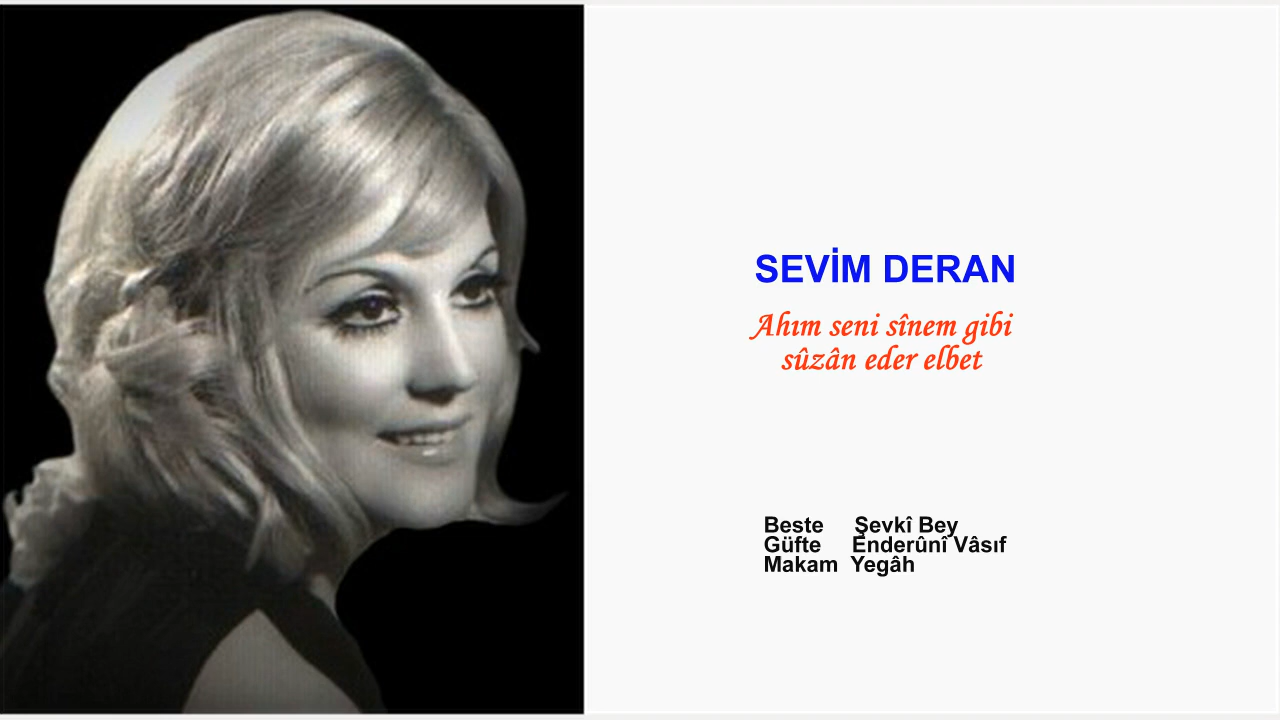 SEVİM DERAN
Ahım seni sînem gibi
sûzân eder elbet
Beste Şevkî Bey
Güfte Enderûnî Vâsıf
Makam Yegâh